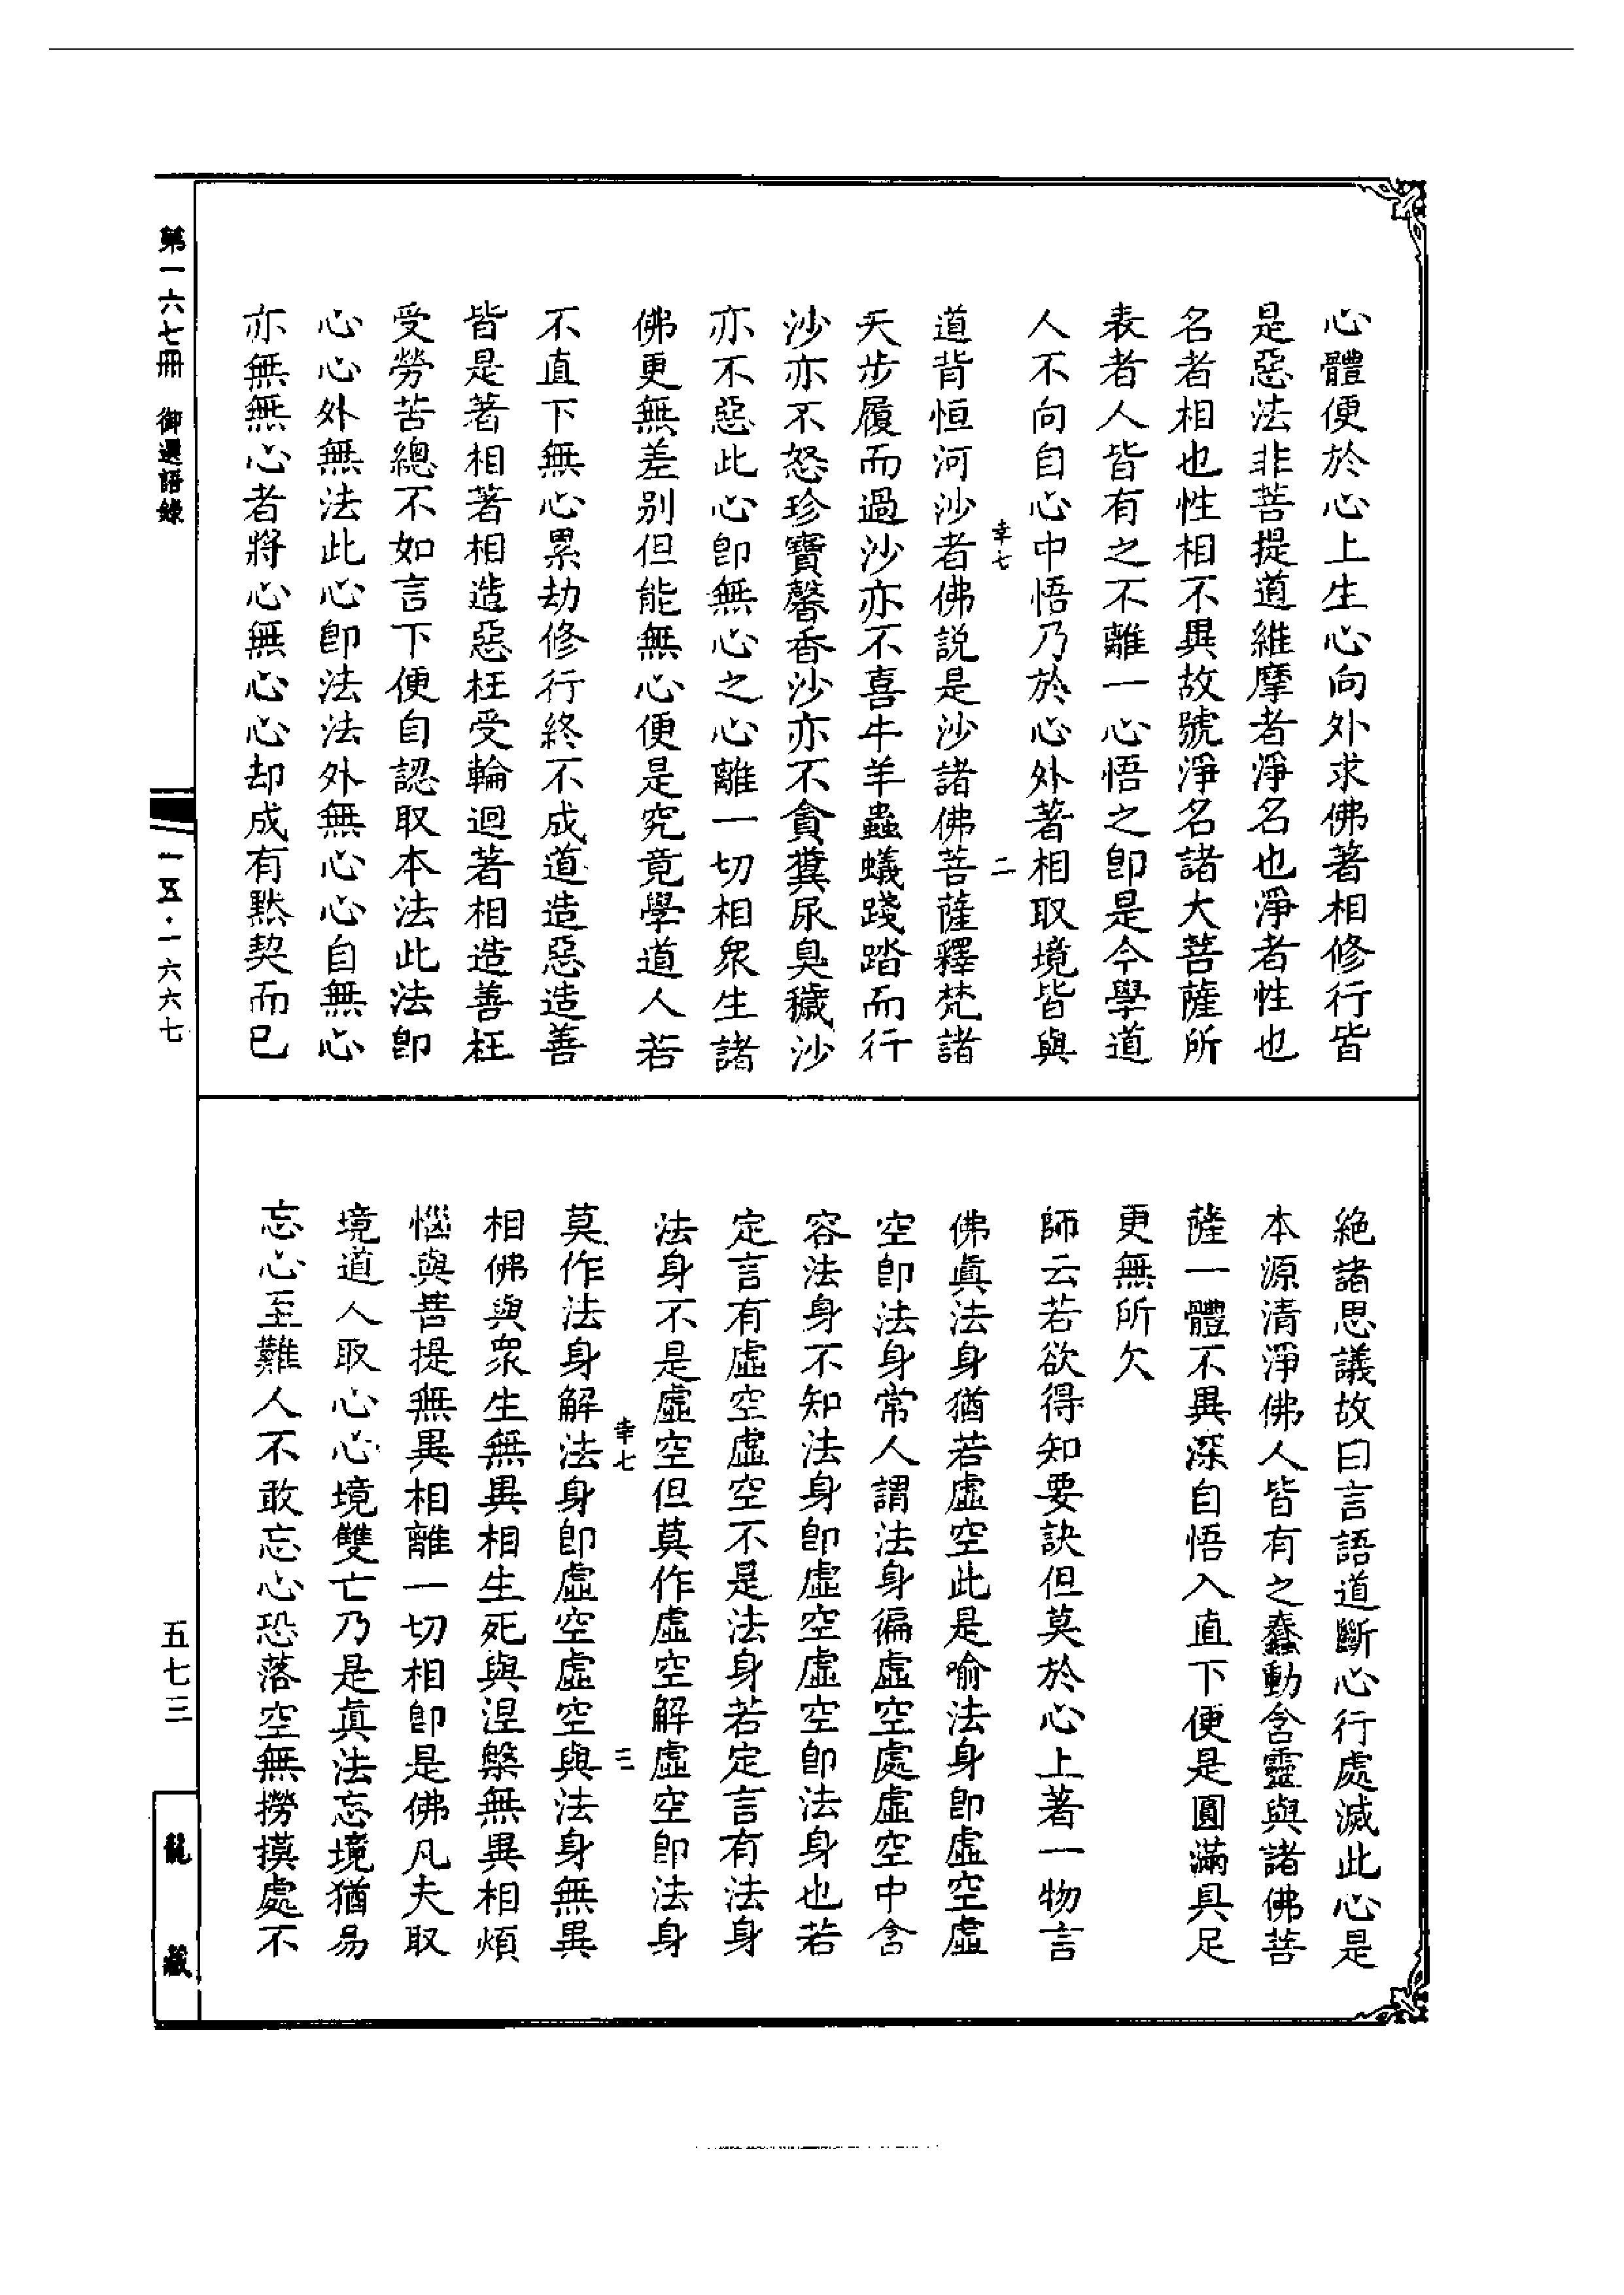 心體便於心上生心向外求佛著相修行皆
是惡法非菩提道維摩者淨名也淨者性也
名者相也性相不異故號淨名諸大菩薩所
表者人皆有之不離一心悟之卽是今學道
人不向自心中悟乃於心外著相取境皆與
幸七 二
道背恒河沙者佛說是沙諸佛菩薩釋梵諸
天步履而過沙亦不喜牛羊蟲蟻踐踏而行
沙亦不怒珍寶馨香沙亦不貪糞尿臭穢沙
亦不惡此心卽無心之心離一切相衆生諸
佛更無差别但能無心便是究竟學道人若
不直下無心累劫修行終不成道造惡造善
皆是著相著相造惡枉受輪迴著相造善枉
受勞苦總不如言下便自認取本法此法卽
心心外無法此心卽法法外無心心自無心
亦無無心者將心無心心却成有黙契而已
絕諸思議故曰言語道斷心行處滅此心是
本源清淨佛人皆有之蠢動含靈與諸佛菩
薩一體不異深自悟入直下便是圓滿具足
更無所欠
師云若欲得知要訣但莫於心上著一物言
佛眞法身猶若虛空此是喻法身卽虛空虛
空卽法身常人謂法身徧虛空處虛空中含
容法身不知法身卽虛空虛空卽法身也若
定言有虛空虛空不是法身若定言有法身
法身不是虛空但莫作虛空解虛空卽法身
幸七 三
莫作法身解法身卽虛空虛空與法身無異
相佛與衆生無異相生死與涅槃無異相煩
惱與菩提無異相離一切相卽是佛凡夫取
境道人取心心境雙亡乃是眞法忘境猶易
忘心至難人不敢忘心恐落空無撈摸處不
第一六七冊 御選語錄
一五·一六六七
五七三
龍藏